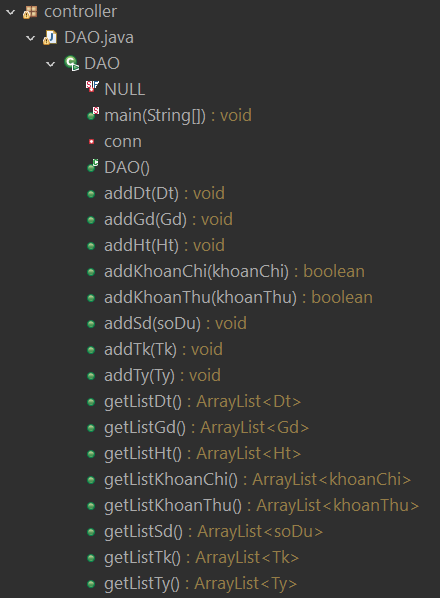 controller
DAO.java
DAO
NULL
main(String[]) : void
conn
DAO()
addDt(Dt) : void
addGd(Gd) : void
addHt(Ht) : void
addKhoanChi(khoanChi) : boolean
addKhoanThu(khoanThu) : boolean
addSd(soDu) : void
addTk(Tk) : void
addTy(Ty) : void
getListDt() : ArrayList<Dt>
getListGd() : ArrayList<Gd>
getListHt() : ArrayList<Ht>
getListKhoanChi() : ArrayList<khoanChi>
getListKhoanThu() : ArrayList<khoanThu>
getListSd() : ArrayList<soDu>
getListTk() : ArrayList<Tk>
getListTy() : ArrayList<Ty>